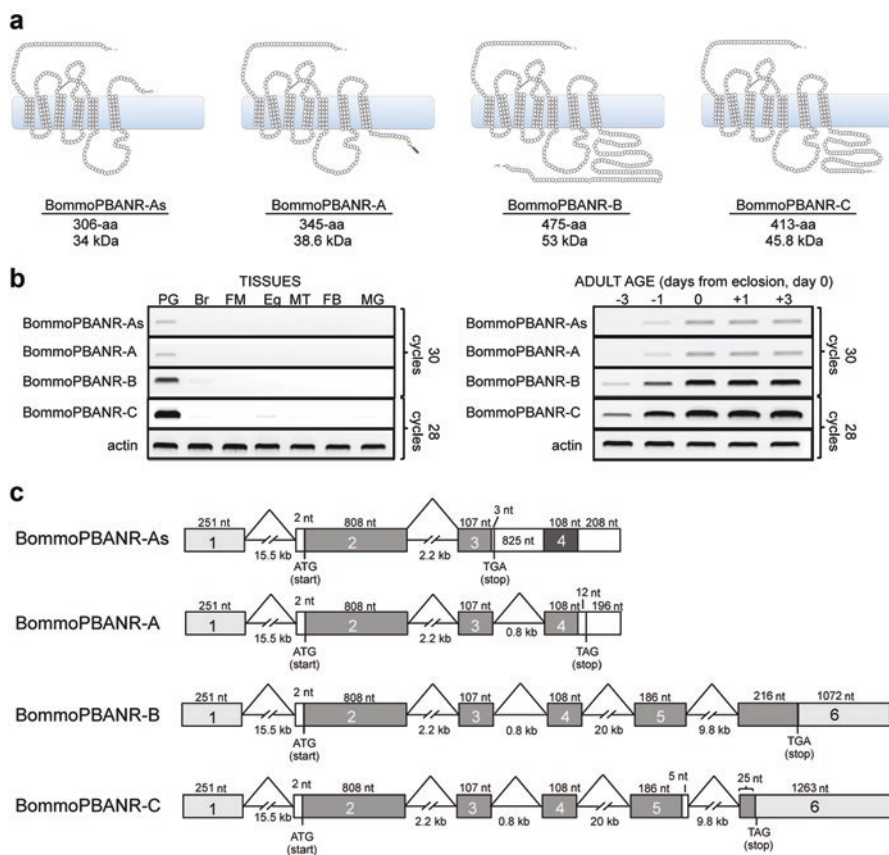 a
BommoPBANR-As
306-aa
34 kDa
BommoPBANR-A
345-aa
38.6 kDa
BommoPBANR-B
475-aa
53 kDa
BommoPBANR-C
413-aa
45.8 kDa
b
TISSUES
PG Br FM Eg MT FB MG
BommoPBANR-As
BommoPBANR-A
BommoPBANR-B
BommoPBANR-C
actin
30
cycles
28
cycles
ADULT AGE (days from eclosion, day 0)
-3 -1 0 +1 +3
BommoPBANR-As
BommoPBANR-A
BommoPBANR-B
BommoPBANR-C
actin
30
cycles
28
cycles
c
BommoPBANR-As
251 nt 2 nt 808 nt 107 nt 3 nt 108 nt 208 nt
1 2 3 825 nt 4
15.5 kb 2.2 kb
ATG
(start)
TGA
(stop)
BommoPBANR-A
251 nt 2 nt 808 nt 107 nt 108 nt 12 nt 196 nt
1 2 3 4
15.5 kb 2.2 kb 0.8 kb
ATG
(start)
TAG
(stop)
BommoPBANR-B
251 nt 2 nt 808 nt 107 nt 108 nt 186 nt 216 nt 1072 nt
1 2 3 4 5 6
15.5 kb 2.2 kb 0.8 kb 20 kb 9.8 kb
ATG
(start)
TGA
(stop)
BommoPBANR-C
251 nt 2 nt 808 nt 107 nt 108 nt 186 nt 5 nt 25 nt 1263 nt
1 2 3 4 5 6
15.5 kb 2.2 kb 0.8 kb 20 kb 9.8 kb
ATG
(start)
TAG
(stop)